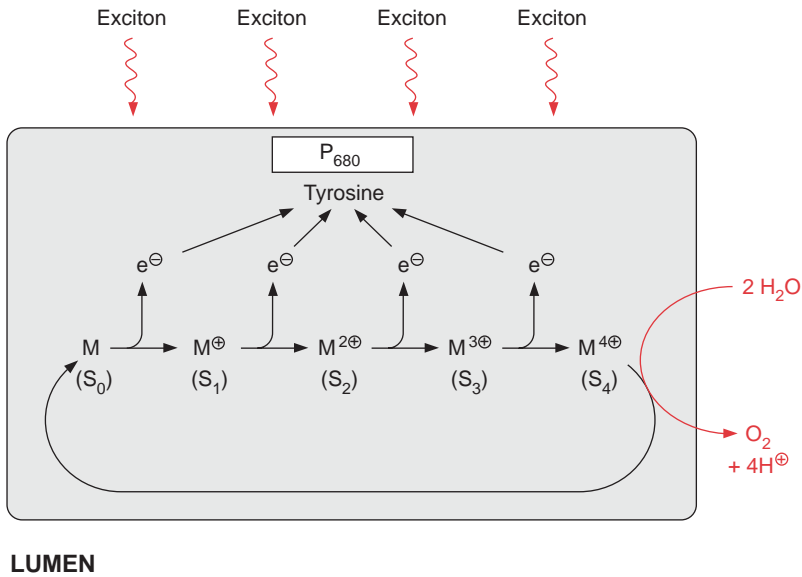 Exciton Exciton Exciton Exciton
P₆₈₀
Tyrosine
e⊖ e⊖ e⊖ e⊖
2 H₂O
M M⊕ M²⊕ M³⊕ M⁴⊕
(S₀) (S₁) (S₂) (S₃) (S₄)
O₂
+ 4H⊕
LUMEN